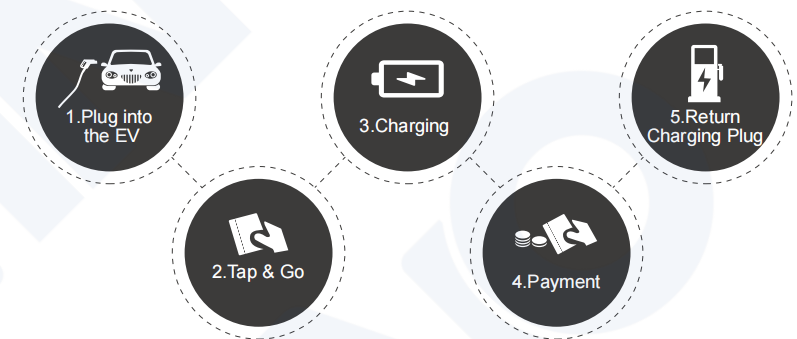 1.Plug into
the EV
2.Tap & Go
3.Charging
4.Payment
5.Return
Charging Plug